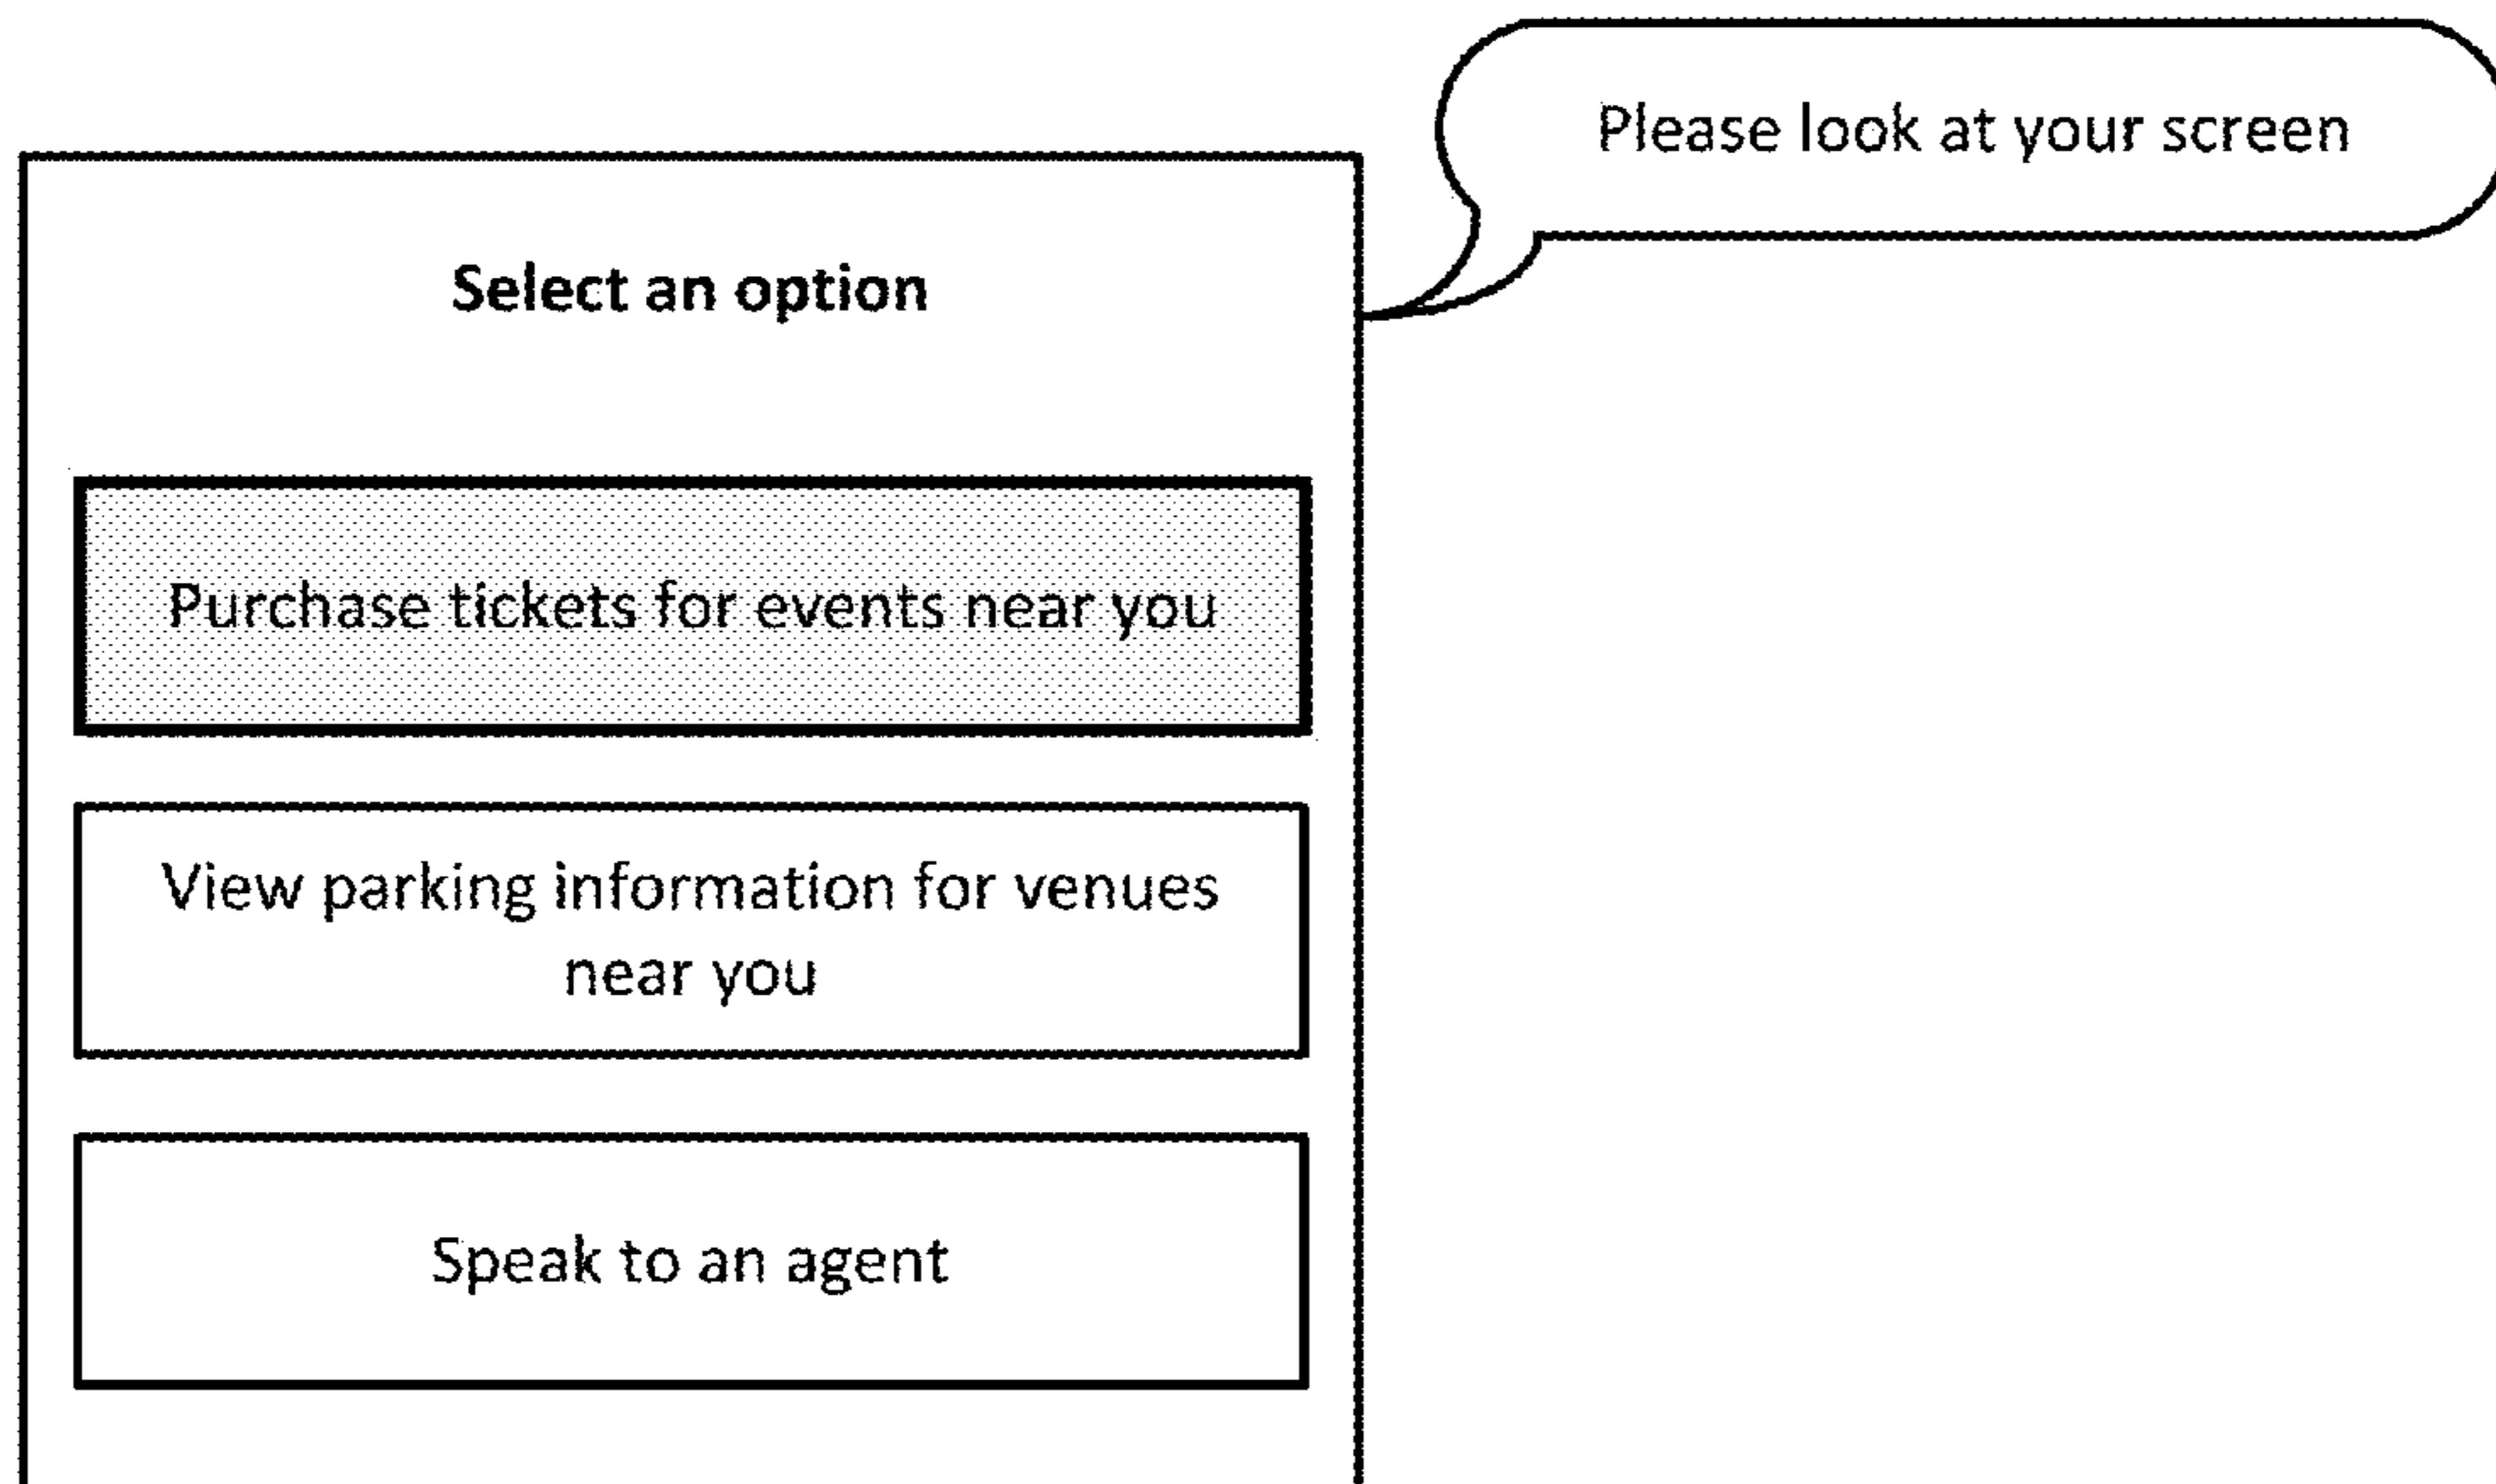 Please look at your screen
Select an option
Purchase tickets for events near you
View parking information for venues
near you
Speak to an agent